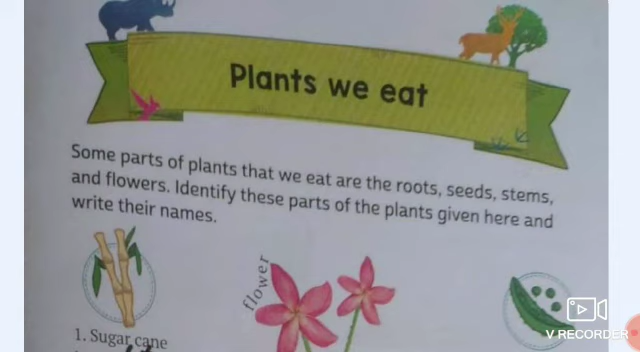 Plants we eat
Some parts of plants that we eat are the roots, seeds, stems,
and flowers. Identify these parts of the plants given here and
write their names.
flower
1. Sugar cane
V RECORDER